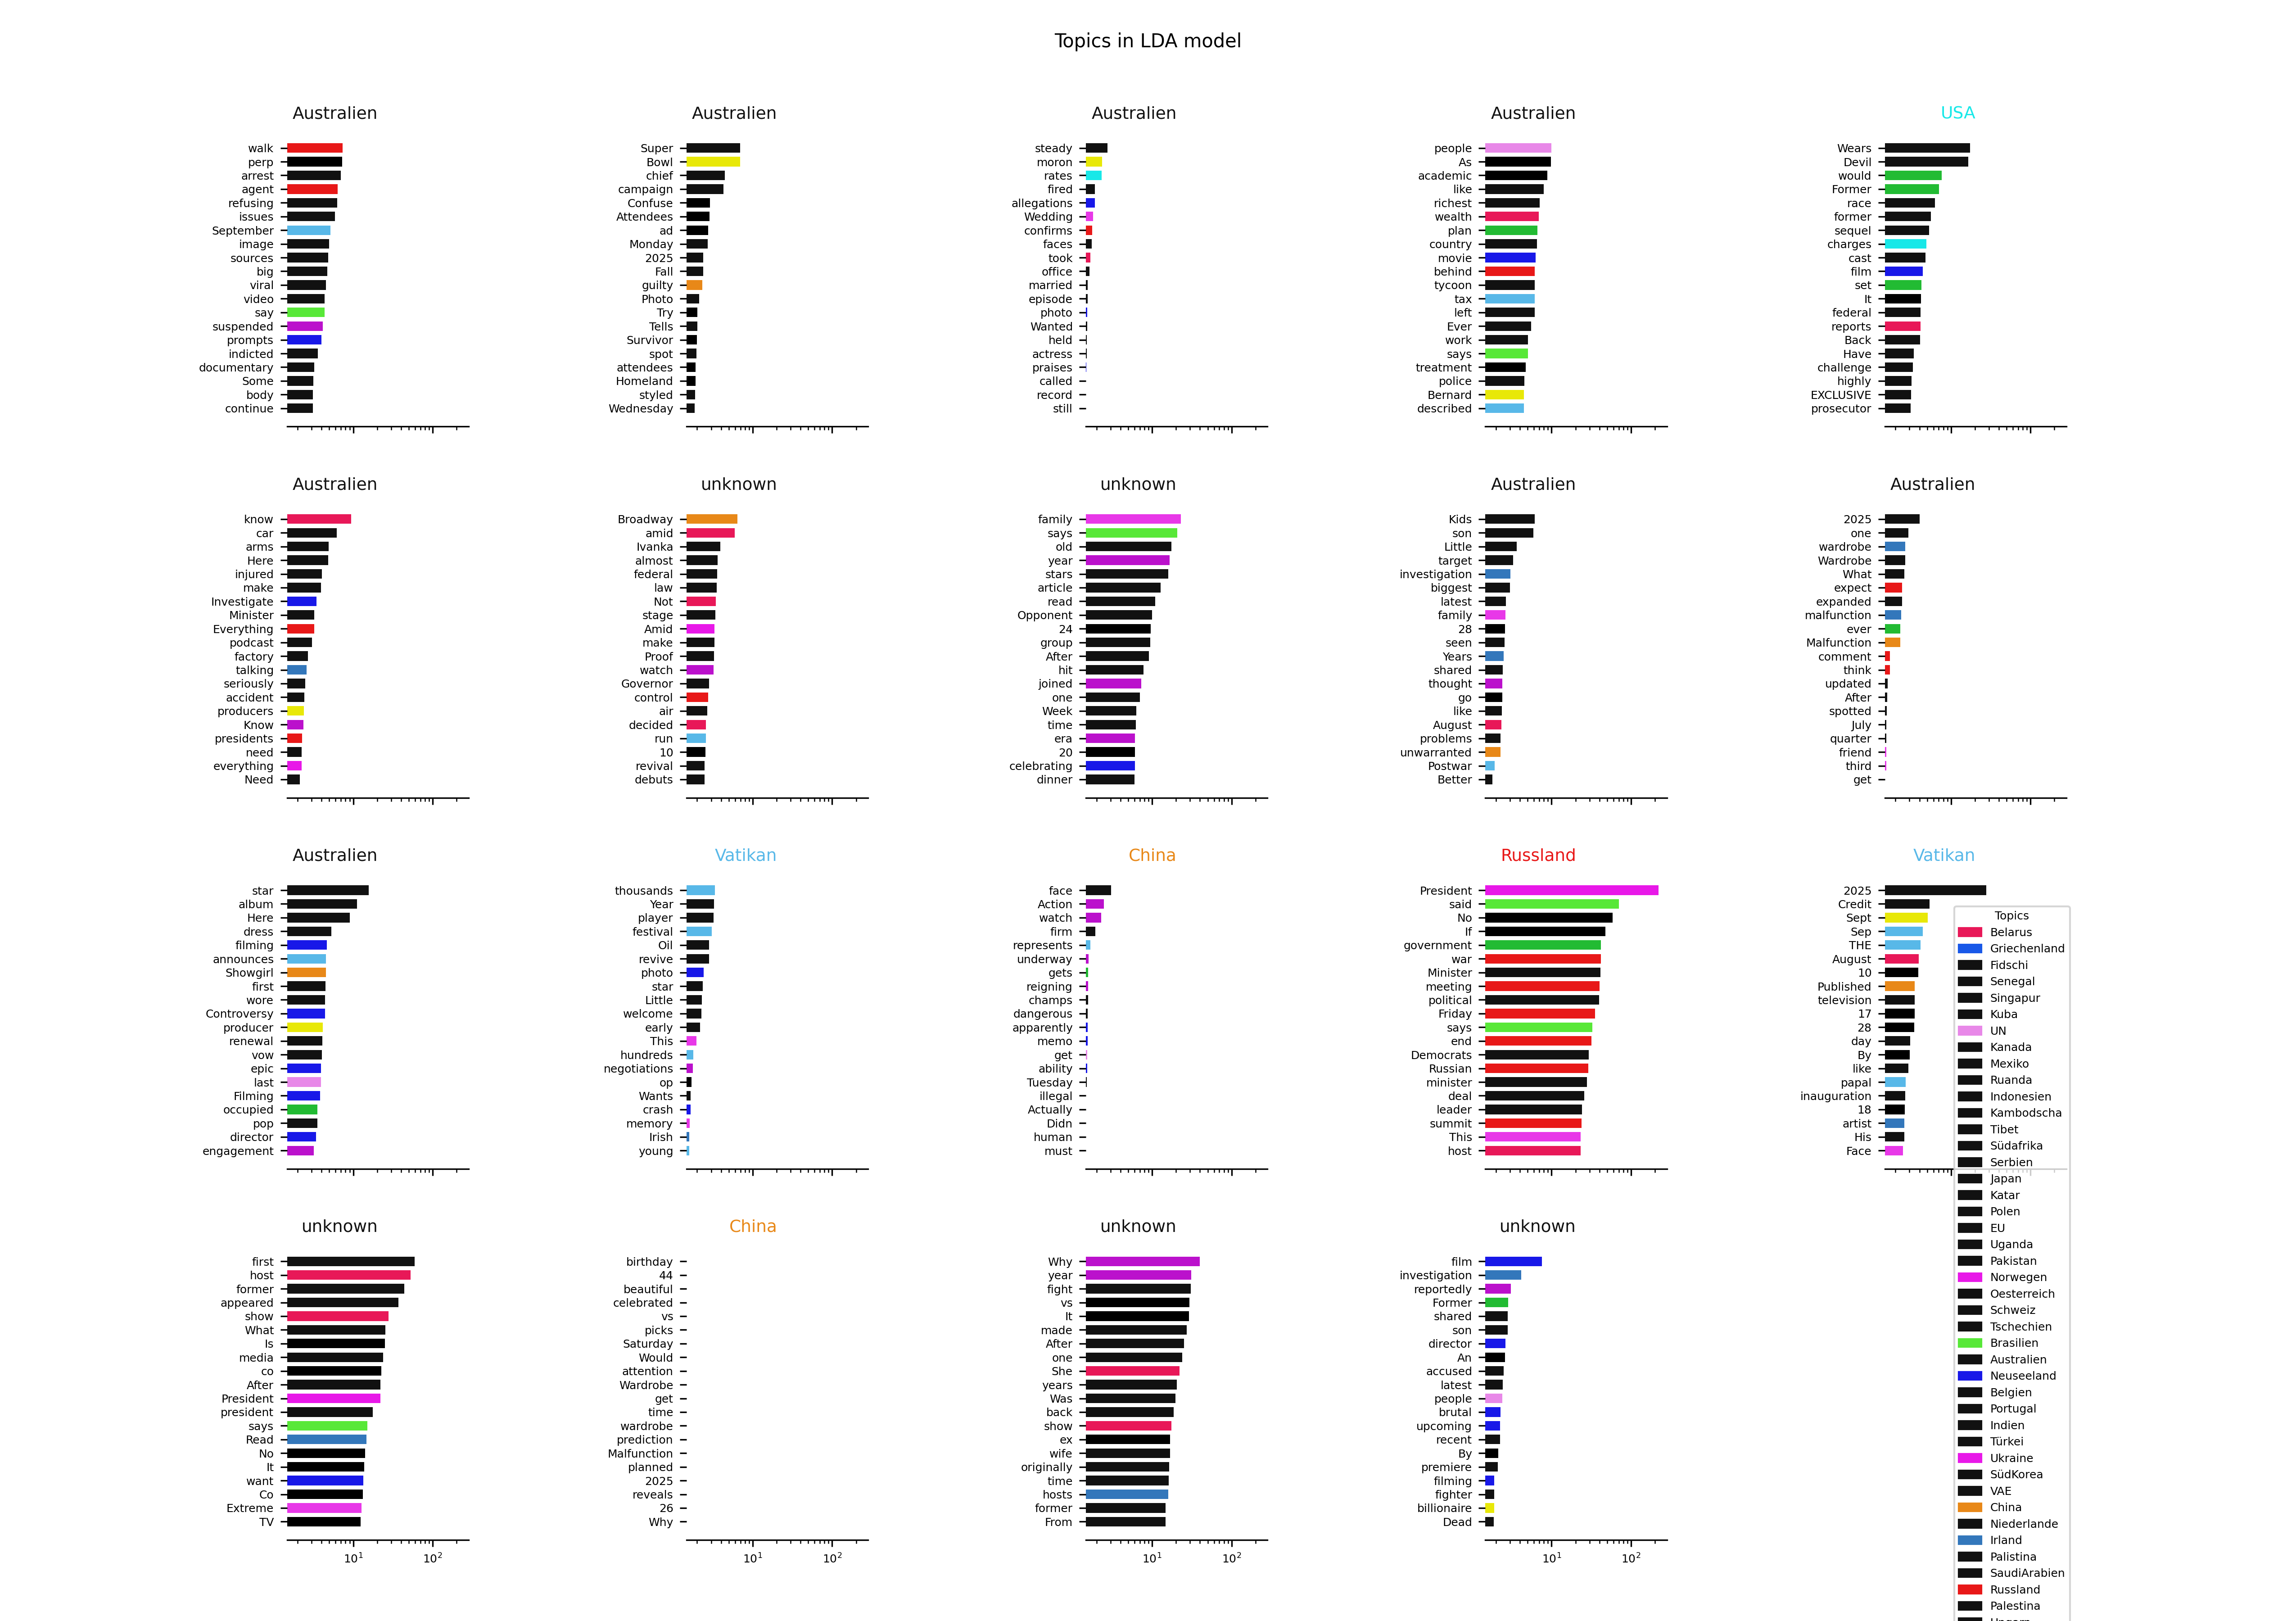 Topics in LDA model
Australien
walk
perp
arrest
agent
refusing
issues
September
image
sources
big
viral
video
say
suspended
prompts
indicted
documentary
Some
body
continue
Australien
Super
Bowl
chief
campaign
Confuse
Attendees
ad
Monday
2025
Fall
guilty
Photo
Try
Tells
Survivor
spot
attendees
Homeland
styled
Wednesday
Australien
steady
moron
rates
fired
allegations
Wedding
confirms
faces
took
office
married
episode
photo
Wanted
held
actress
praises
called
record
still
Australien
people
As
academic
like
richest
wealth
plan
country
movie
behind
tycoon
tax
left
Ever
work
says
treatment
police
Bernard
described
USA
Wears
Devil
would
Former
race
former
sequel
charges
cast
film
set
It
federal
reports
Back
Have
challenge
highly
EXCLUSIVE
prosecutor
Australien
know
car
arms
Here
injured
make
Investigate
Minister
Everything
podcast
factory
talking
seriously
accident
producers
Know
presidents
need
everything
Need
unknown
Broadway
amid
Ivanka
almost
federal
law
Not
stage
Amid
make
Proof
watch
Governor
control
air
decided
run
10
revival
debuts
unknown
family
says
old
year
stars
article
read
Opponent
24
group
After
hit
joined
one
Week
time
era
20
celebrating
dinner
Australien
Kids
son
Little
target
investigation
biggest
latest
family
28
seen
Years
shared
thought
go
like
August
problems
unwarranted
Postwar
Better
Australien
2025
one
wardrobe
Wardrobe
What
expect
expanded
malfunction
ever
Malfunction
comment
think
updated
After
spotted
July
quarter
friend
third
get
Australien
star
album
Here
dress
filming
announces
Showgirl
first
wore
Controversy
producer
renewal
vow
epic
last
Filming
occupied
pop
director
engagement
Vatikan
thousands
Year
player
festival
Oil
revive
photo
star
Little
welcome
early
This
hundreds
negotiations
op
Wants
crash
memory
Irish
young
China
face
Action
watch
firm
represents
underway
gets
reigning
champs
dangerous
apparently
memo
get
ability
Tuesday
illegal
Actually
Didn
human
must
Russland
President
said
No
If
government
war
Minister
meeting
political
Friday
says
end
Democrats
Russian
minister
deal
leader
summit
This
host
Vatikan
2025
Credit
Sept
Sep
THE
August
10
Published
television
17
28
day
By
like
papal
inauguration
18
artist
His
Face
unknown
first
host
former
appeared
show
What
Is
media
co
After
President
president
says
Read
No
It
want
Co
Extreme
TV
10¹ 10²
China
birthday
44
beautiful
celebrated
vs
picks
Saturday
Would
attention
Wardrobe
get
time
wardrobe
prediction
Malfunction
planned
2025
reveals
26
Why
10¹ 10²
unknown
Why
year
fight
vs
It
made
After
one
She
years
Was
back
show
ex
wife
originally
time
hosts
former
From
10¹ 10²
unknown
film
investigation
reportedly
Former
shared
son
director
An
accused
latest
people
brutal
upcoming
recent
By
premiere
filming
fighter
billionaire
Dead
10¹ 10²
Topics
Belarus
Griechenland
Fidschi
Senegal
Singapur
Kuba
UN
Kanada
Mexiko
Ruanda
Indonesien
Kambodscha
Tibet
Südafrika
Serbien
Japan
Katar
Polen
EU
Uganda
Pakistan
Norwegen
Oesterreich
Schweiz
Tschechien
Brasilien
Australien
Neuseeland
Belgien
Portugal
Indien
Türkei
Ukraine
SüdKorea
VAE
China
Niederlande
Irland
Palistina
SaudiArabien
Russland
Palestina